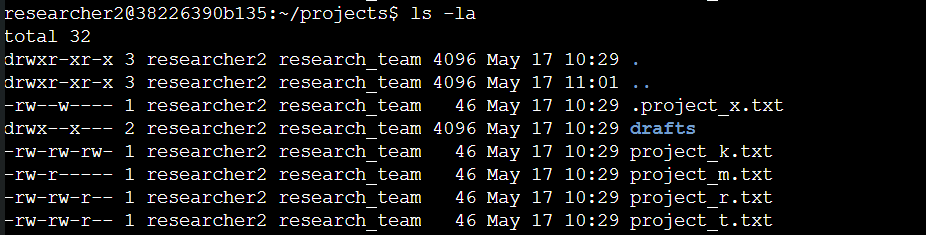 researcher2@38226390b135:~/projects$ ls -la
total 32
drwxr-xr-x 3 researcher2 research_team 4096 May 17 10:29 .
drwxr-xr-x 3 researcher2 research_team 4096 May 17 11:01 ..
-rw--w---- 1 researcher2 research_team   46 May 17 10:29 .project_x.txt
drwx--x--- 2 researcher2 research_team 4096 May 17 10:29 drafts
-rw-rw-rw- 1 researcher2 research_team   46 May 17 10:29 project_k.txt
-rw-r----- 1 researcher2 research_team   46 May 17 10:29 project_m.txt
-rw-rw-r-- 1 researcher2 research_team   46 May 17 10:29 project_r.txt
-rw-rw-r-- 1 researcher2 research_team   46 May 17 10:29 project_t.txt